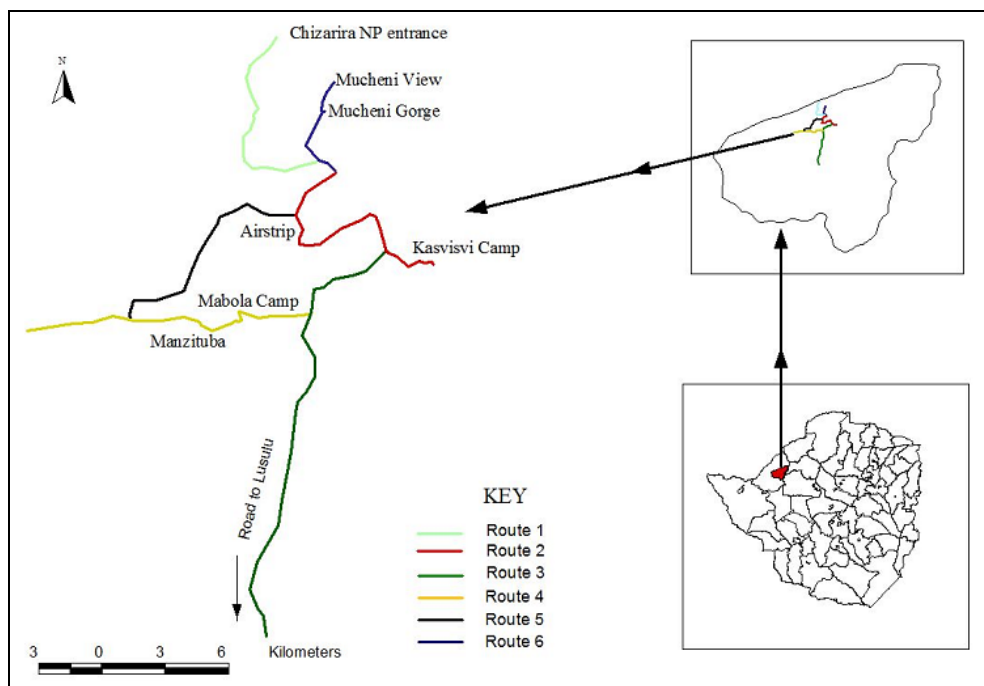 Chizarira NP entrance
N
Mucheni View
Mucheni Gorge
Airstrip
Kasvisvi Camp
Mabola Camp
Manzituba
Road to Lusulu
KEY
Route 1
Route 2
Route 3
Route 4
Route 5
Route 6
3 0 3 6 Kilometers